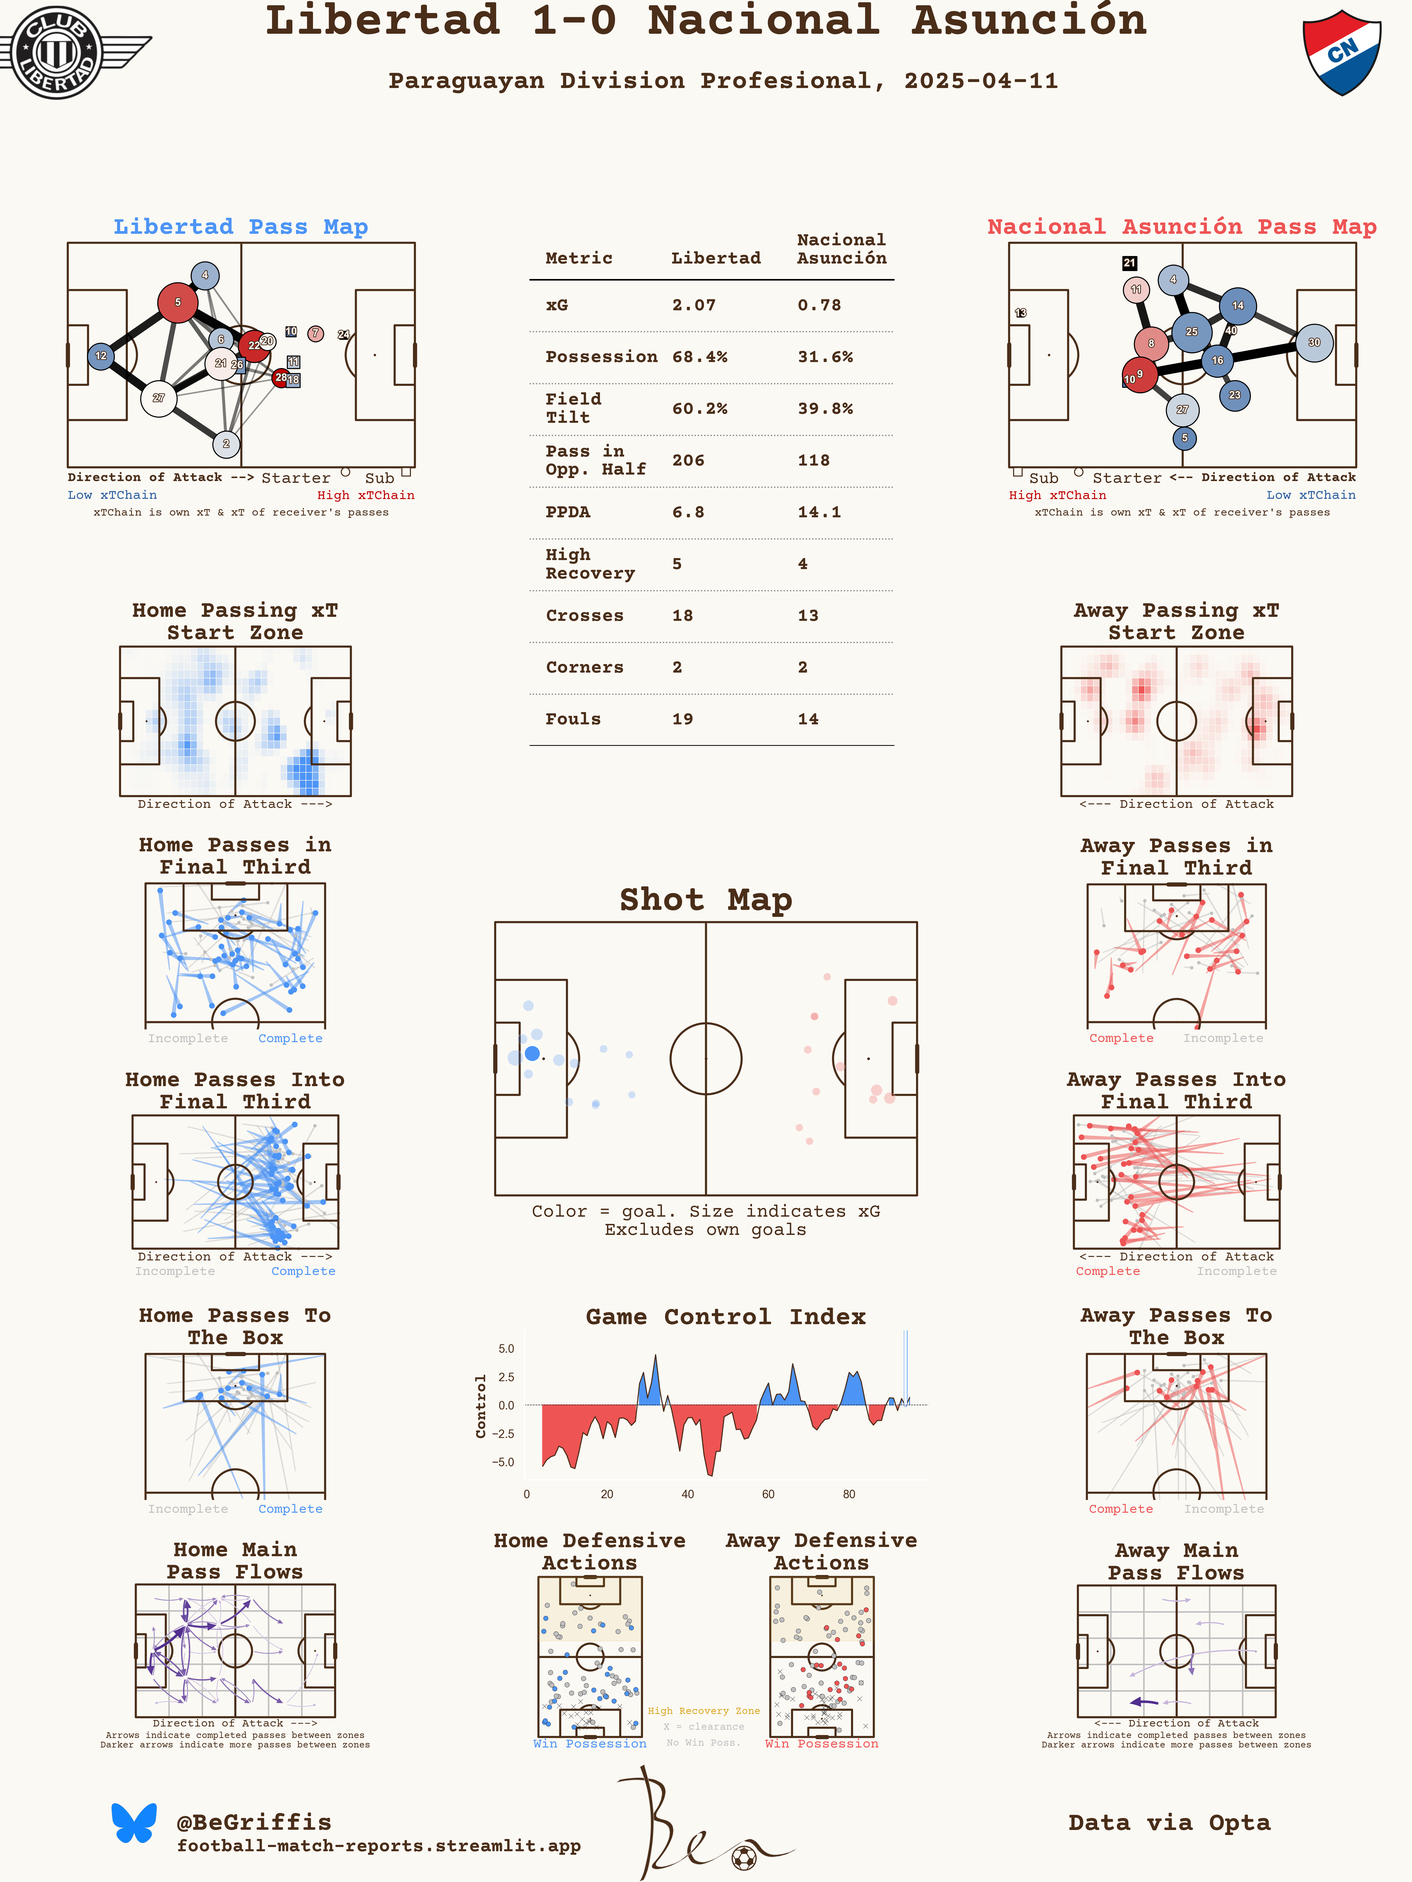 Libertad 1-0 Nacional Asunción
Paraguayan Division Profesional, 2025-04-11
CLUB
LIBERTAD
CN
Libertad Pass Map
4
5
6
22
20
10
7
24
12
21
26
11
28
18
27
2
Direction of Attack --> Starter Sub
Low xTChain High xTChain
xTChain is own xT & xT of receiver's passes
Metric Libertad Nacional
Asunción
xG 2.07 0.78
Possession 68.4% 31.6%
Field
Tilt 60.2% 39.8%
Pass in
Opp. Half 206 118
PPDA 6.8 14.1
High
Recovery 5 4
Crosses 18 13
Corners 2 2
Fouls 19 14
Nacional Asunción Pass Map
21
4
11
14
13
25
40
8
30
16
10
9
23
27
5
Sub Starter <-- Direction of Attack
High xTChain Low xTChain
xTChain is own xT & xT of receiver's passes
Home Passing xT
Start Zone
Direction of Attack --->
Away Passing xT
Start Zone
<--- Direction of Attack
Home Passes in
Final Third
Incomplete Complete
Away Passes in
Final Third
Complete Incomplete
Shot Map
Color = goal. Size indicates xG
Excludes own goals
Home Passes Into
Final Third
Direction of Attack --->
Incomplete Complete
Away Passes Into
Final Third
<--- Direction of Attack
Complete Incomplete
Home Passes To
The Box
Incomplete Complete
Game Control Index
Control
5.0
2.5
0.0
−2.5
−5.0
0 20 40 60 80
Away Passes To
The Box
Complete Incomplete
Home Main
Pass Flows
Direction of Attack --->
Arrows indicate completed passes between zones
Darker arrows indicate more passes between zones
Home Defensive
Actions
Win Possession
Away Defensive
Actions
Win Possession
High Recovery Zone
X = clearance
No Win Poss.
Away Main
Pass Flows
<--- Direction of Attack
Arrows indicate completed passes between zones
Darker arrows indicate more passes between zones
@BeGriffis
football-match-reports.streamlit.app
Ben
Data via Opta